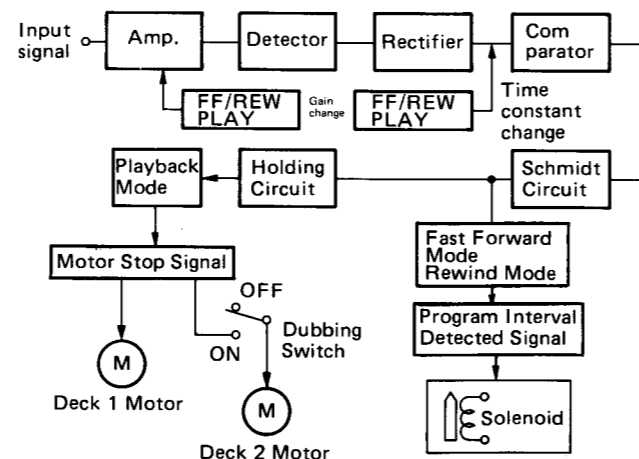 Input
signal
Amp.
Detector
Rectifier
Com
parator
FF/REW
PLAY
Gain
change
FF/REW
PLAY
Time
constant
change
Playback
Mode
Holding
Circuit
Schmidt
Circuit
Motor Stop Signal
Fast Forward
Mode
Rewind Mode
OFF
ON
Dubbing
Switch
Program Interval
Detected Signal
M
Deck 1 Motor
M
Deck 2 Motor
Solenoid